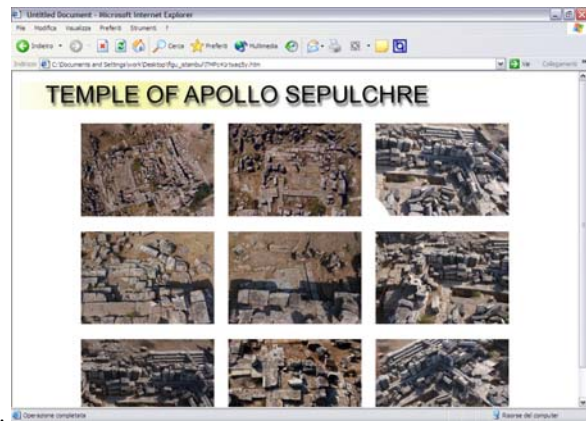 Untitled Document - Microsoft Internet Explorer
File Modifica Visualizza Preferiti Strumenti ?
Indietro Cerca Preferiti Multimedia
Indirizzo Vai Collegamenti »
TEMPLE OF APOLLO SEPULCHRE
Operazione completata Risorse del computer